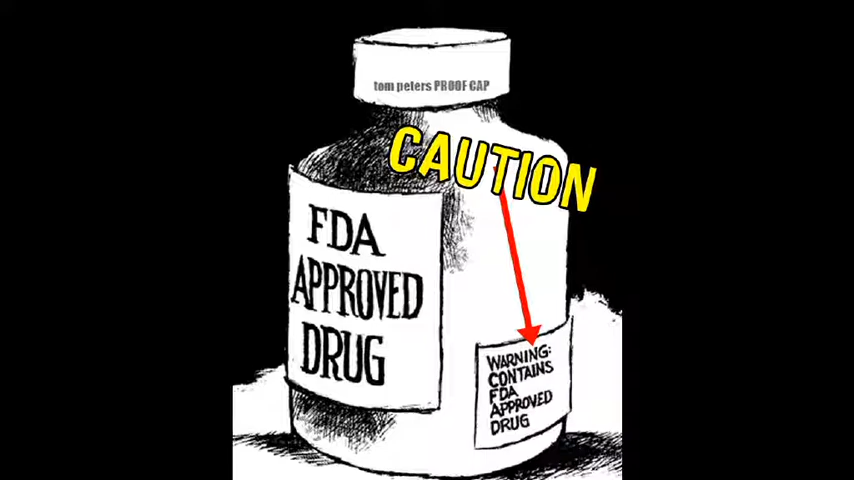 tom peters PROOF CAP
CAUTION
FDA
APPROVED
DRUG
WARNING:
CONTAINS
FDA
APPROVED
DRUG